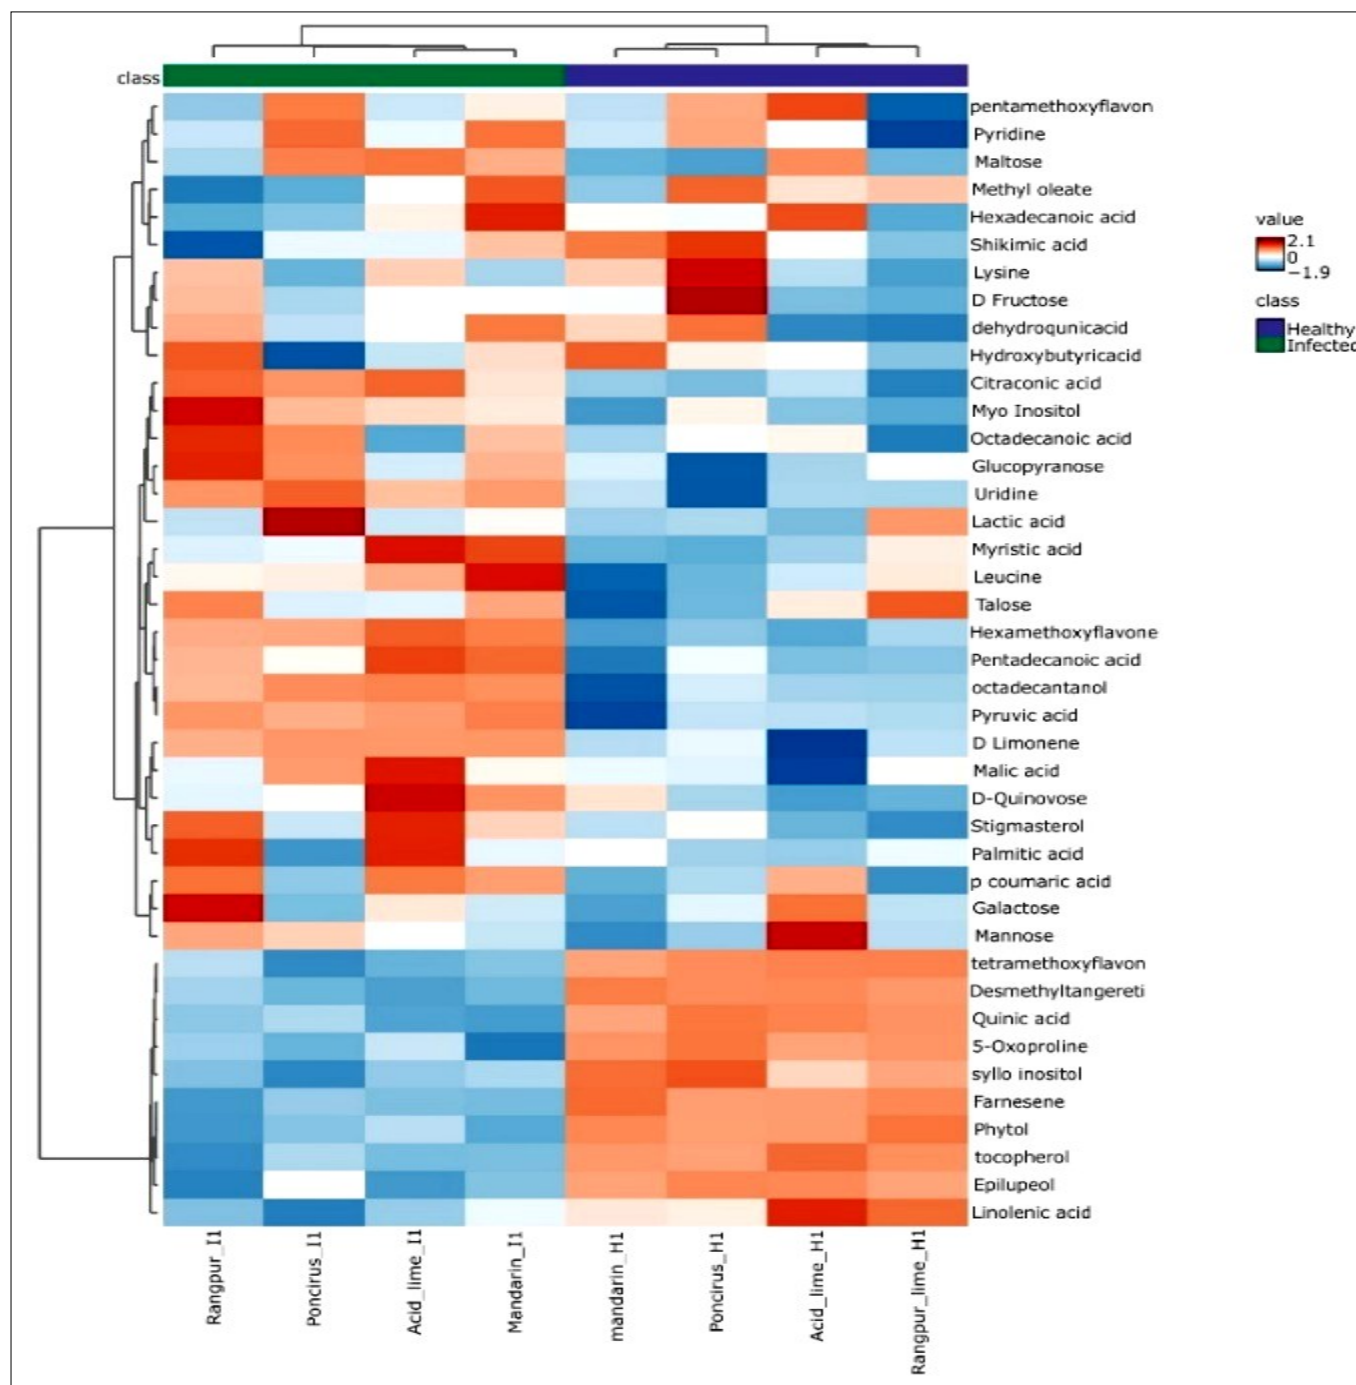 class
pentamethoxyflavon
Pyridine
Maltose
Methyl oleate
Hexadecanoic acid
Shikimic acid
Lysine
D Fructose
dehydroqunicacid
Hydroxybutyricacid
Citraconic acid
Myo Inositol
Octadecanoic acid
Glucopyranose
Uridine
Lactic acid
Myristic acid
Leucine
Talose
Hexamethoxyflavone
Pentadecanoic acid
octadecantanol
Pyruvic acid
D Limonene
Malic acid
D-Quinovose
Stigmasterol
Palmitic acid
p coumaric acid
Galactose
Mannose
tetramethoxyflavon
Desmethyltangereti
Quinic acid
5-Oxoproline
syllo inositol
Farnesene
Phytol
tocopherol
Epilupeol
Linolenic acid
value
2.1
0
−1.9
class
Healthy
Infected
Rangpur_I1
Poncirus_I1
Acid_lime_I1
Mandarin_I1
mandarin_H1
Poncirus_H1
Acid_lime_H1
Rangpur_lime_H1